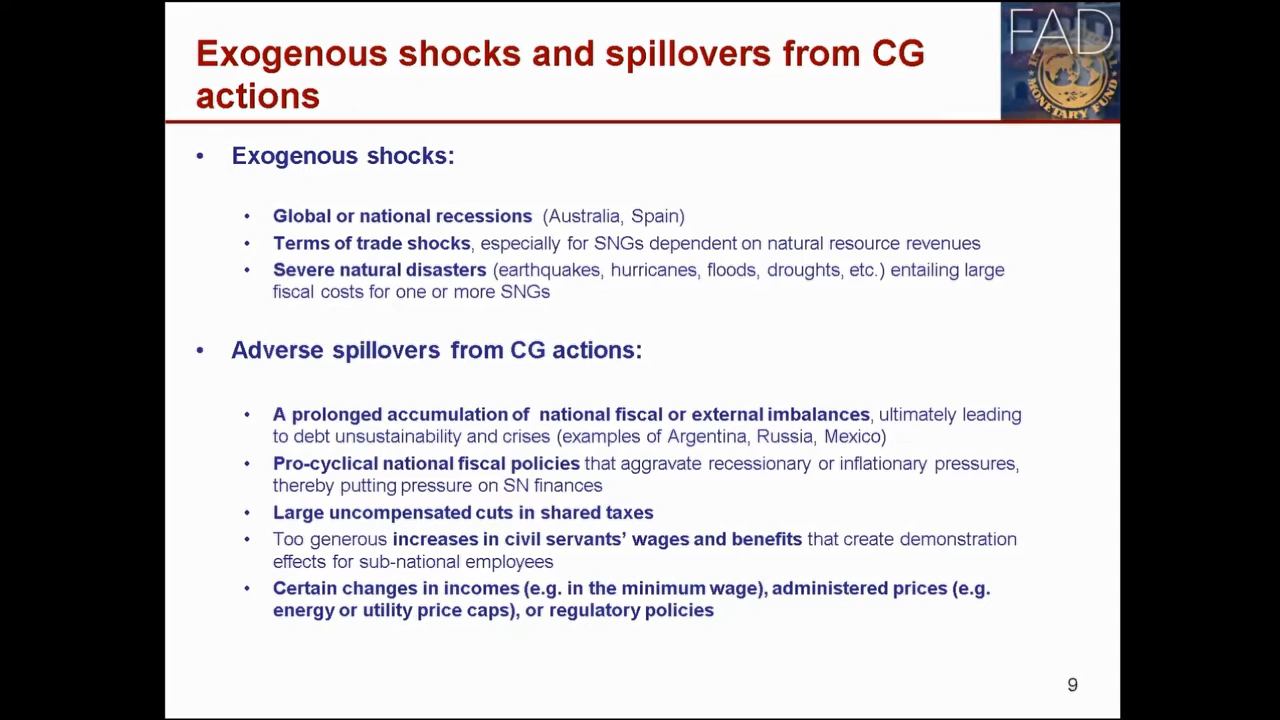 Exogenous shocks and spillovers from CG
actions
FAD
MONETARY FUND
• Exogenous shocks:
• Global or national recessions (Australia, Spain)
• Terms of trade shocks, especially for SNGs dependent on natural resource revenues
• Severe natural disasters (earthquakes, hurricanes, floods, droughts, etc.) entailing large
fiscal costs for one or more SNGs
• Adverse spillovers from CG actions:
• A prolonged accumulation of national fiscal or external imbalances, ultimately leading
to debt unsustainability and crises (examples of Argentina, Russia, Mexico)
• Pro-cyclical national fiscal policies that aggravate recessionary or inflationary pressures,
thereby putting pressure on SN finances
• Large uncompensated cuts in shared taxes
• Too generous increases in civil servants’ wages and benefits that create demonstration
effects for sub-national employees
• Certain changes in incomes (e.g. in the minimum wage), administered prices (e.g.
energy or utility price caps), or regulatory policies
9